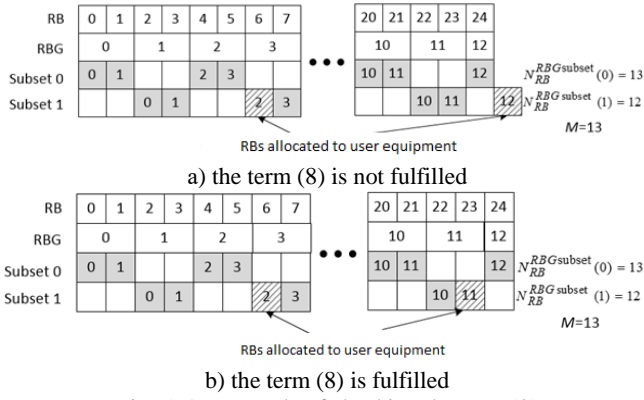 RB 0 1 2 3 4 5 6 7 20 21 22 23 24
RBG 0 1 2 3 ••• 10 11 12
Subset 0 0 1 2 3 10 11 12 N_RB^RBGsubset (0) = 13
Subset 1 0 1 2 3 10 11 12 N_RB^RBG subset (1) = 12
M=13
RBs allocated to user equipment
a) the term (8) is not fulfilled
RB 0 1 2 3 4 5 6 7 20 21 22 23 24
RBG 0 1 2 3 ••• 10 11 12
Subset 0 0 1 2 3 10 11 12 N_RB^RBGsubset (0) = 13
Subset 1 0 1 2 3 10 11 N_RB^RBG subset (1) = 12
M=13
RBs allocated to user equipment
b) the term (8) is fulfilled